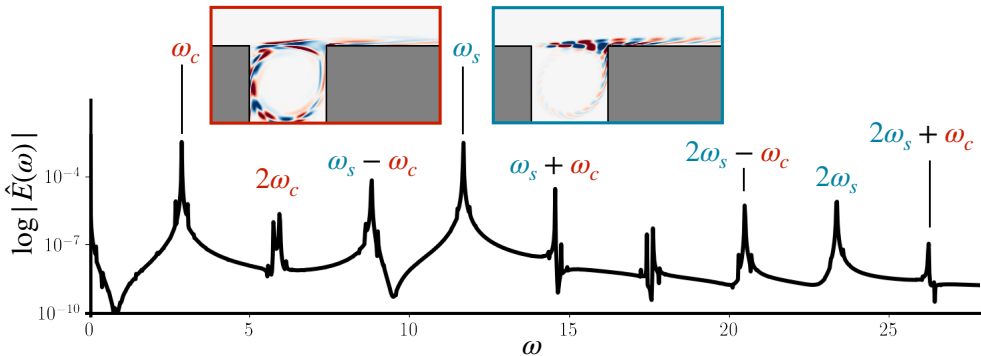 ω_c
ω_s
2ω_c
ω_s − ω_c
ω_s + ω_c
2ω_s − ω_c
2ω_s
2ω_s + ω_c
log |Ê(ω)|
10⁻⁴
10⁻⁷
10⁻¹⁰
0 5 10 15 20 25
ω